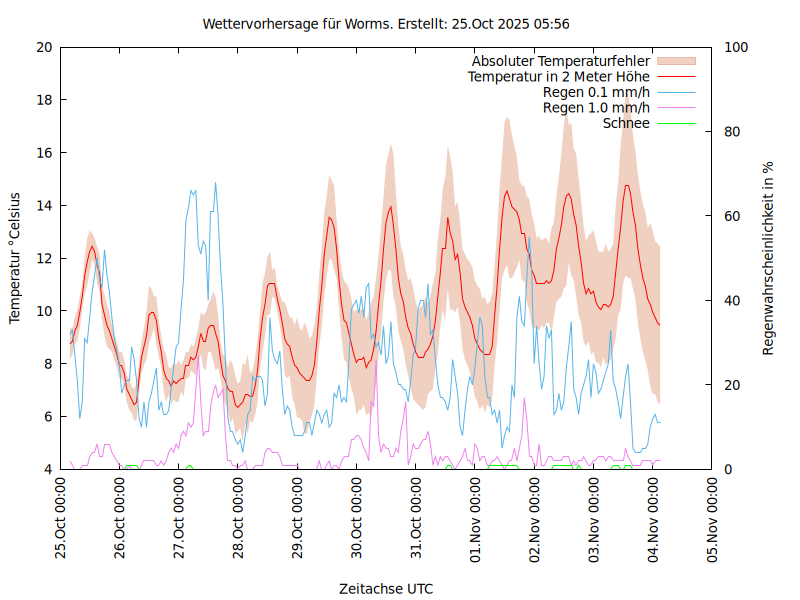 Wettervorhersage für Worms. Erstellt: 25.Oct 2025 05:56
Absoluter Temperaturfehler
Temperatur in 2 Meter Höhe
Regen 0.1 mm/h
Regen 1.0 mm/h
Schnee
Temperatur °Celsius
20
18
16
14
12
10
8
6
4
100
80
60
40
20
0
Regenwahrscheinlichkeit in %
25.Oct 00:00
26.Oct 00:00
27.Oct 00:00
28.Oct 00:00
29.Oct 00:00
30.Oct 00:00
31.Oct 00:00
01.Nov 00:00
02.Nov 00:00
03.Nov 00:00
04.Nov 00:00
05.Nov 00:00
Zeitachse UTC